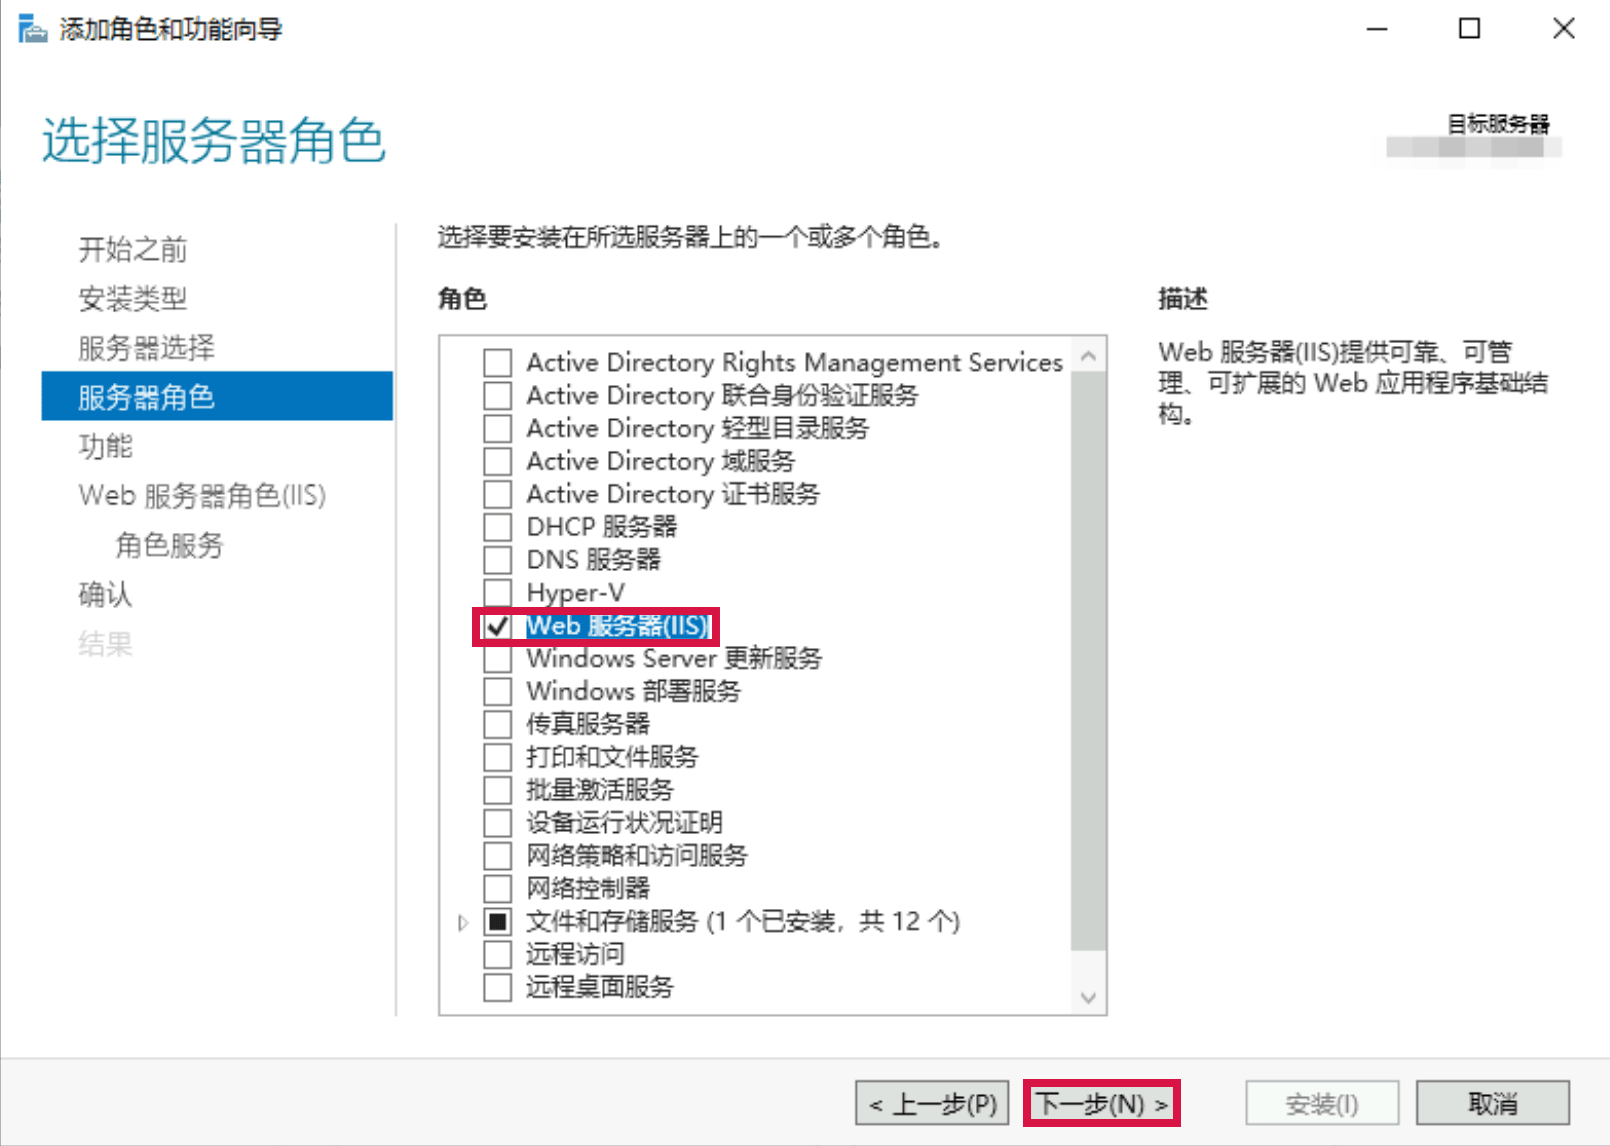 添加角色和功能向导
选择服务器角色
目标服务器
开始之前
安装类型
服务器选择
服务器角色
功能
Web 服务器角色(IIS)
角色服务
确认
结果
选择要安装在所选服务器上的一个或多个角色。
角色
Active Directory Rights Management Services
Active Directory 联合身份验证服务
Active Directory 轻型目录服务
Active Directory 域服务
Active Directory 证书服务
DHCP 服务器
DNS 服务器
Hyper-V
Web 服务器(IIS)
Windows Server 更新服务
Windows 部署服务
传真服务器
打印和文件服务
批量激活服务
设备运行状况证明
网络策略和访问服务
网络控制器
文件和存储服务 (1 个已安装，共 12 个)
远程访问
远程桌面服务
描述
Web 服务器(IIS)提供可靠、可管
理、可扩展的 Web 应用程序基础结
构。
< 上一步(P)
下一步(N) >
安装(I)
取消